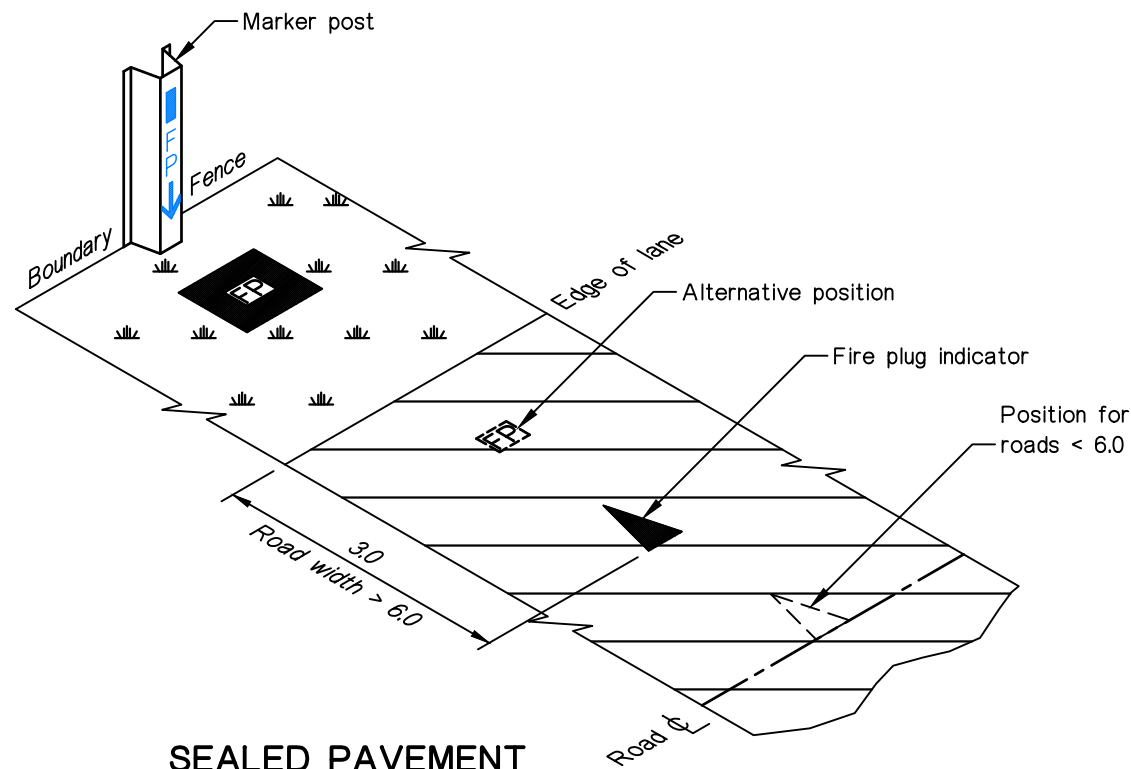 Marker post
FP
Boundary
Fence
FP
Edge of lane
Alternative position
Fire plug indicator
Position for
roads < 6.0
FP
3.0
Road width > 6.0
Road ℄
SEALED PAVEMENT